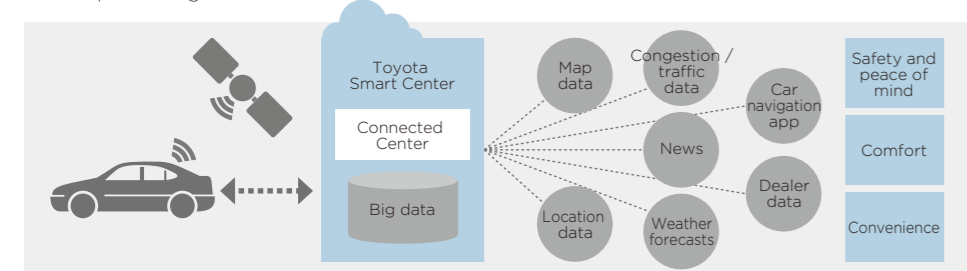 Toyota
Smart Center
Connected
Center
Big data
Map
data
Congestion /
traffic
data
Car
navigation
app
News
Dealer
data
Location
data
Weather
forecasts
Safety and
peace of
mind
Comfort
Convenience